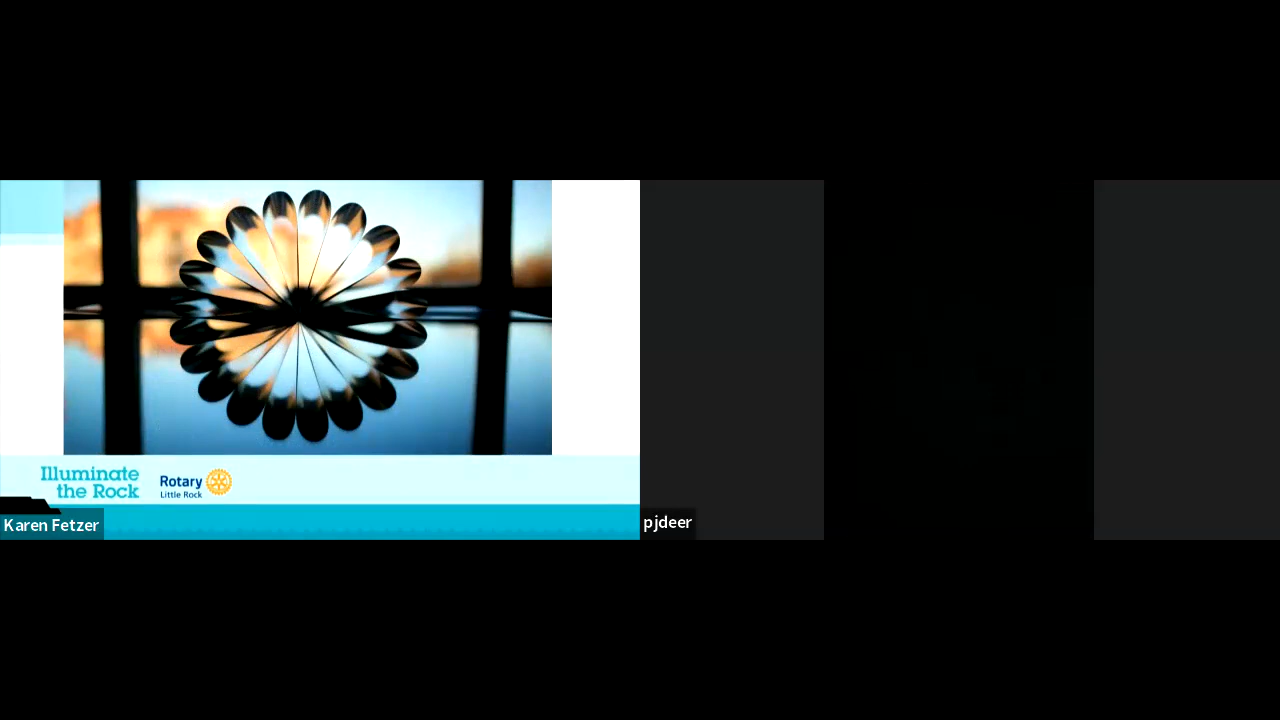 Illuminate
the Rock
Rotary
Little Rock
Karen Fetzer
pjdeer